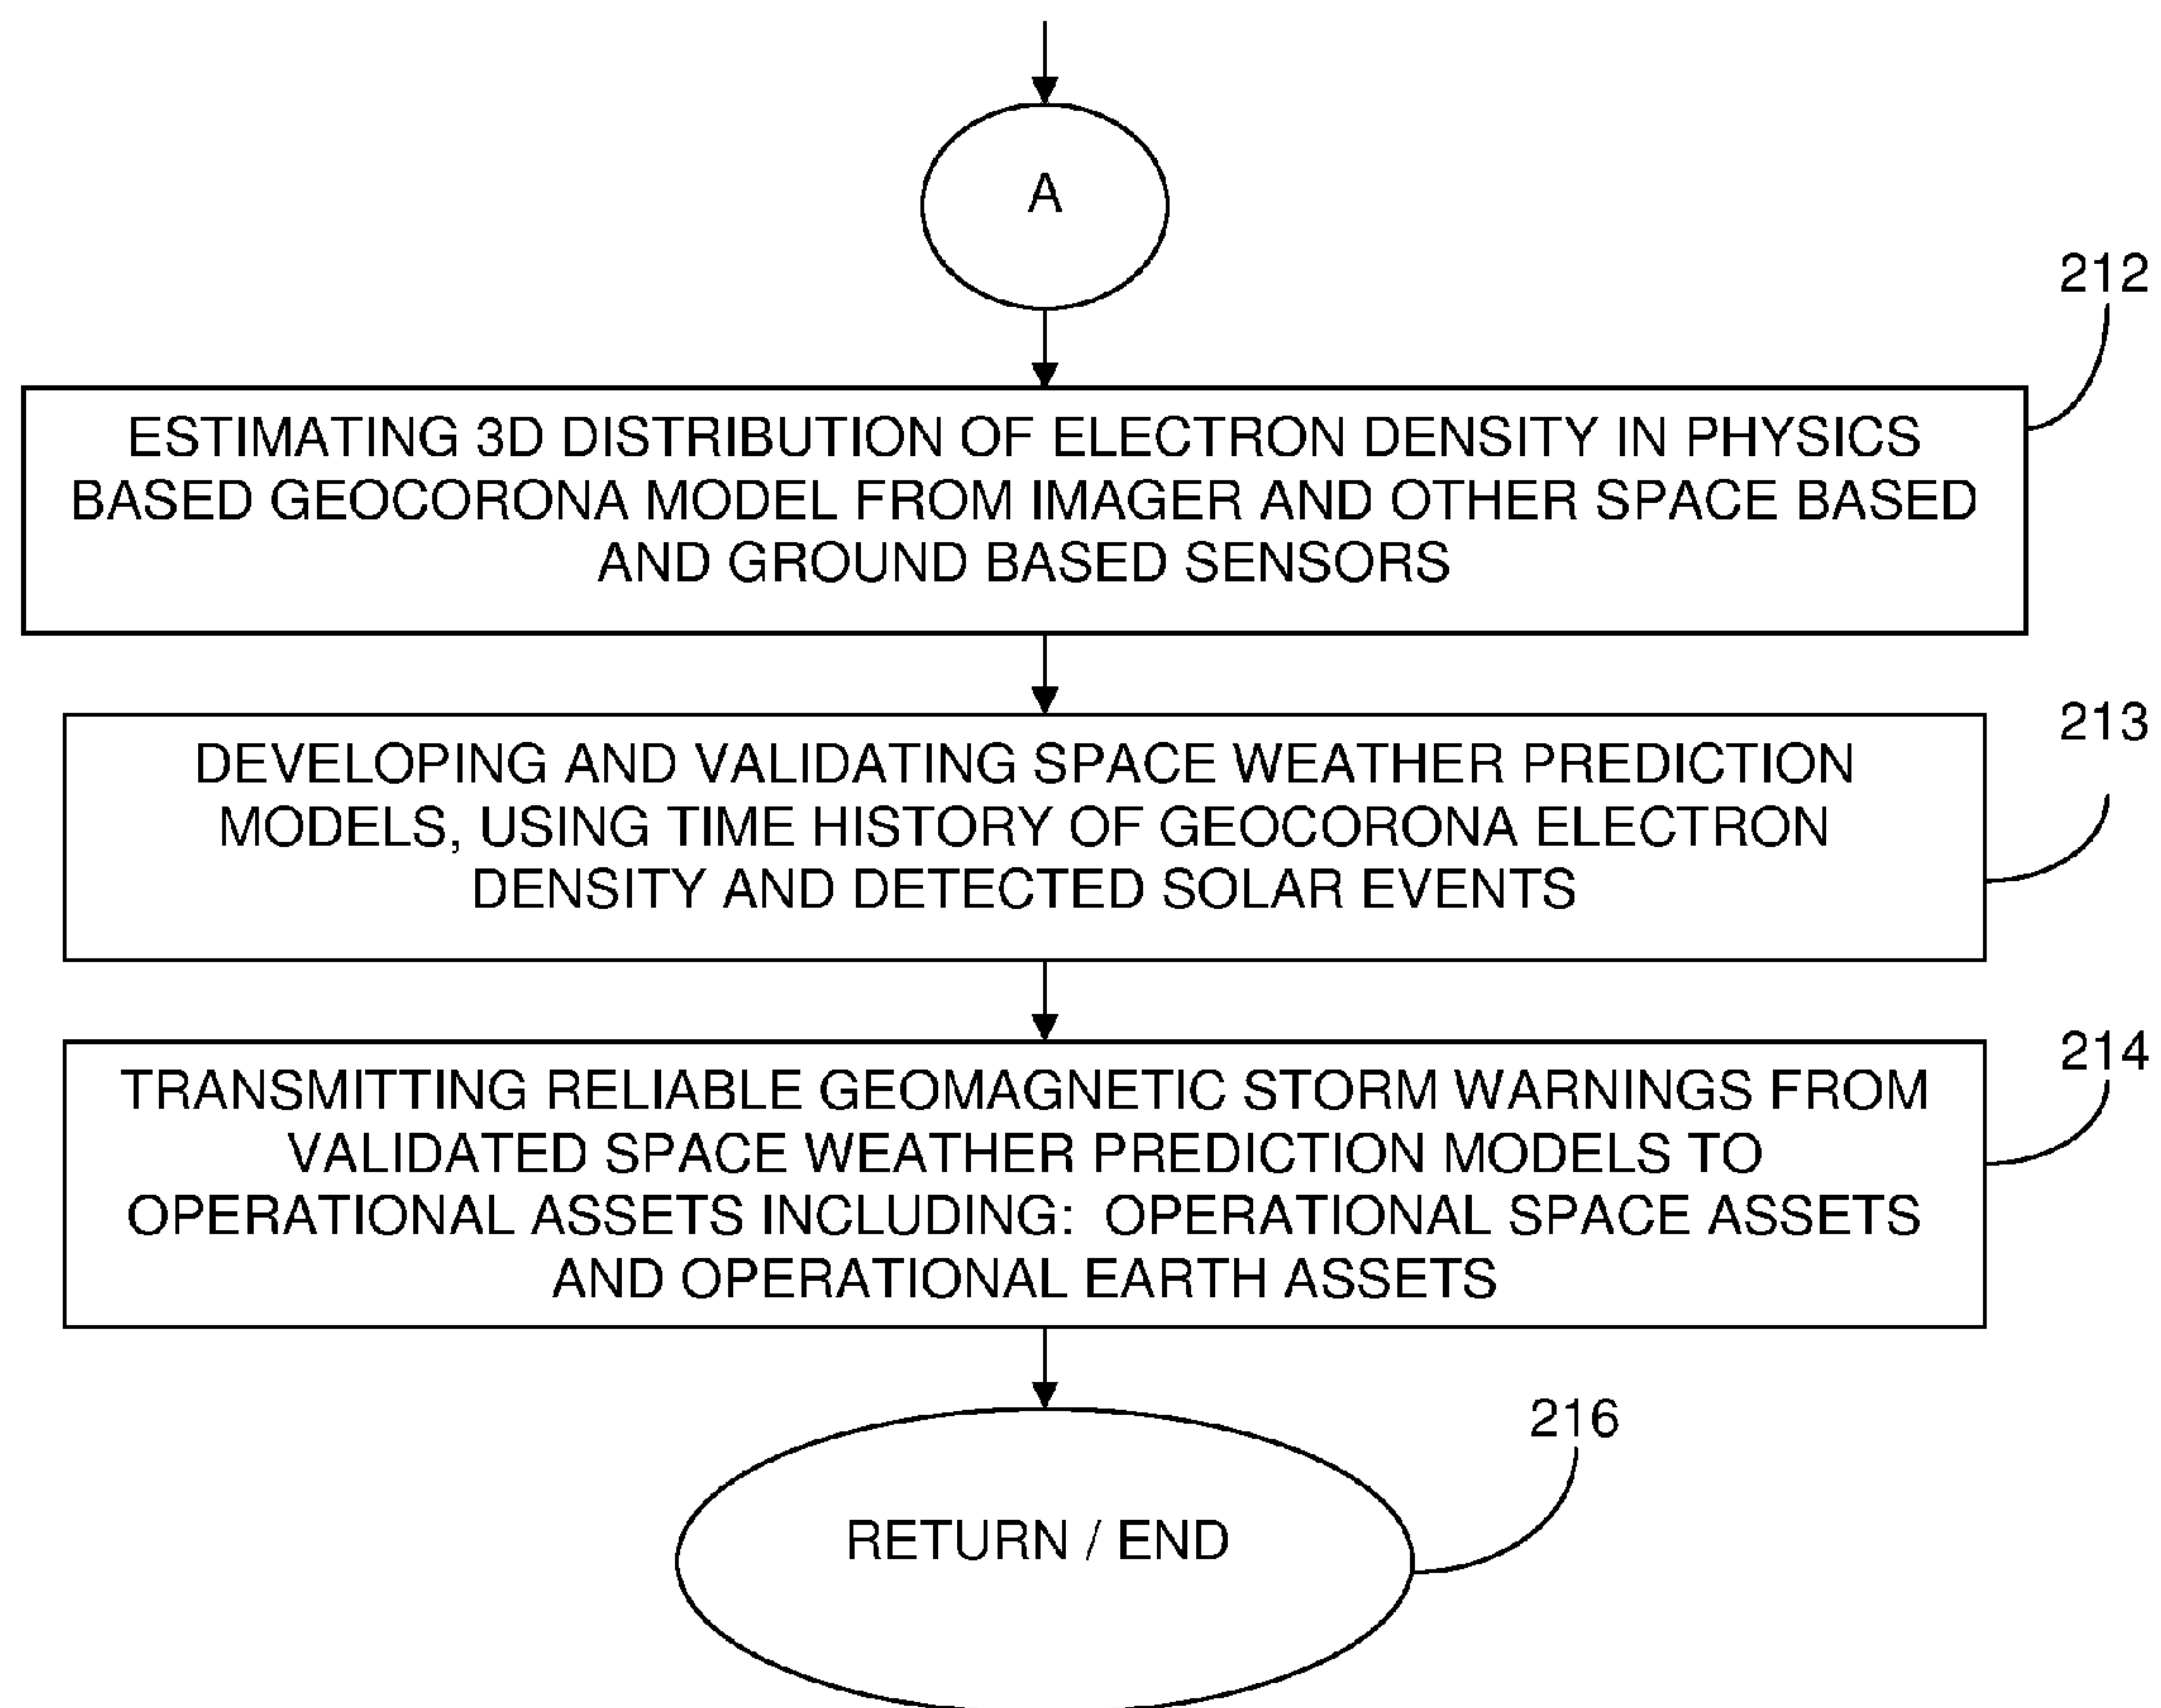 A
212
ESTIMATING 3D DISTRIBUTION OF ELECTRON DENSITY IN PHYSICS
BASED GEOCORONA MODEL FROM IMAGER AND OTHER SPACE BASED
AND GROUND BASED SENSORS
213
DEVELOPING AND VALIDATING SPACE WEATHER PREDICTION
MODELS, USING TIME HISTORY OF GEOCORONA ELECTRON
DENSITY AND DETECTED SOLAR EVENTS
214
TRANSMITTING RELIABLE GEOMAGNETIC STORM WARNINGS FROM
VALIDATED SPACE WEATHER PREDICTION MODELS TO
OPERATIONAL ASSETS INCLUDING: OPERATIONAL SPACE ASSETS
AND OPERATIONAL EARTH ASSETS
216
RETURN / END